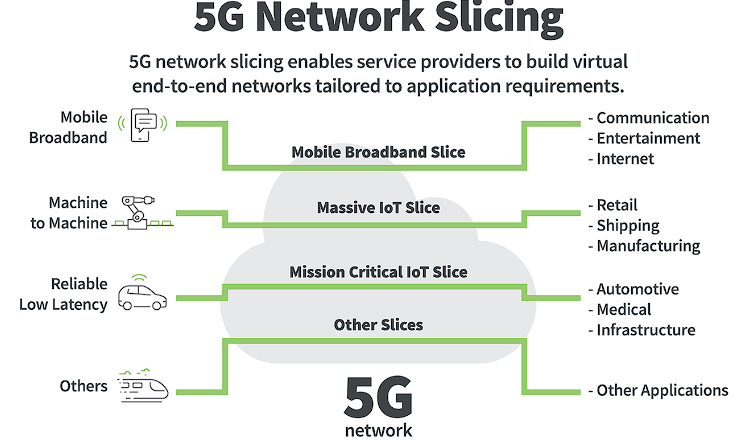 5G Network Slicing
5G network slicing enables service providers to build virtual
end-to-end networks tailored to application requirements.
Mobile
Broadband
Mobile Broadband Slice
- Communication
- Entertainment
- Internet
Machine
to Machine
Massive IoT Slice
- Retail
- Shipping
- Manufacturing
Reliable
Low Latency
Mission Critical IoT Slice
- Automotive
- Medical
- Infrastructure
Others
Other Slices
- Other Applications
5G
network